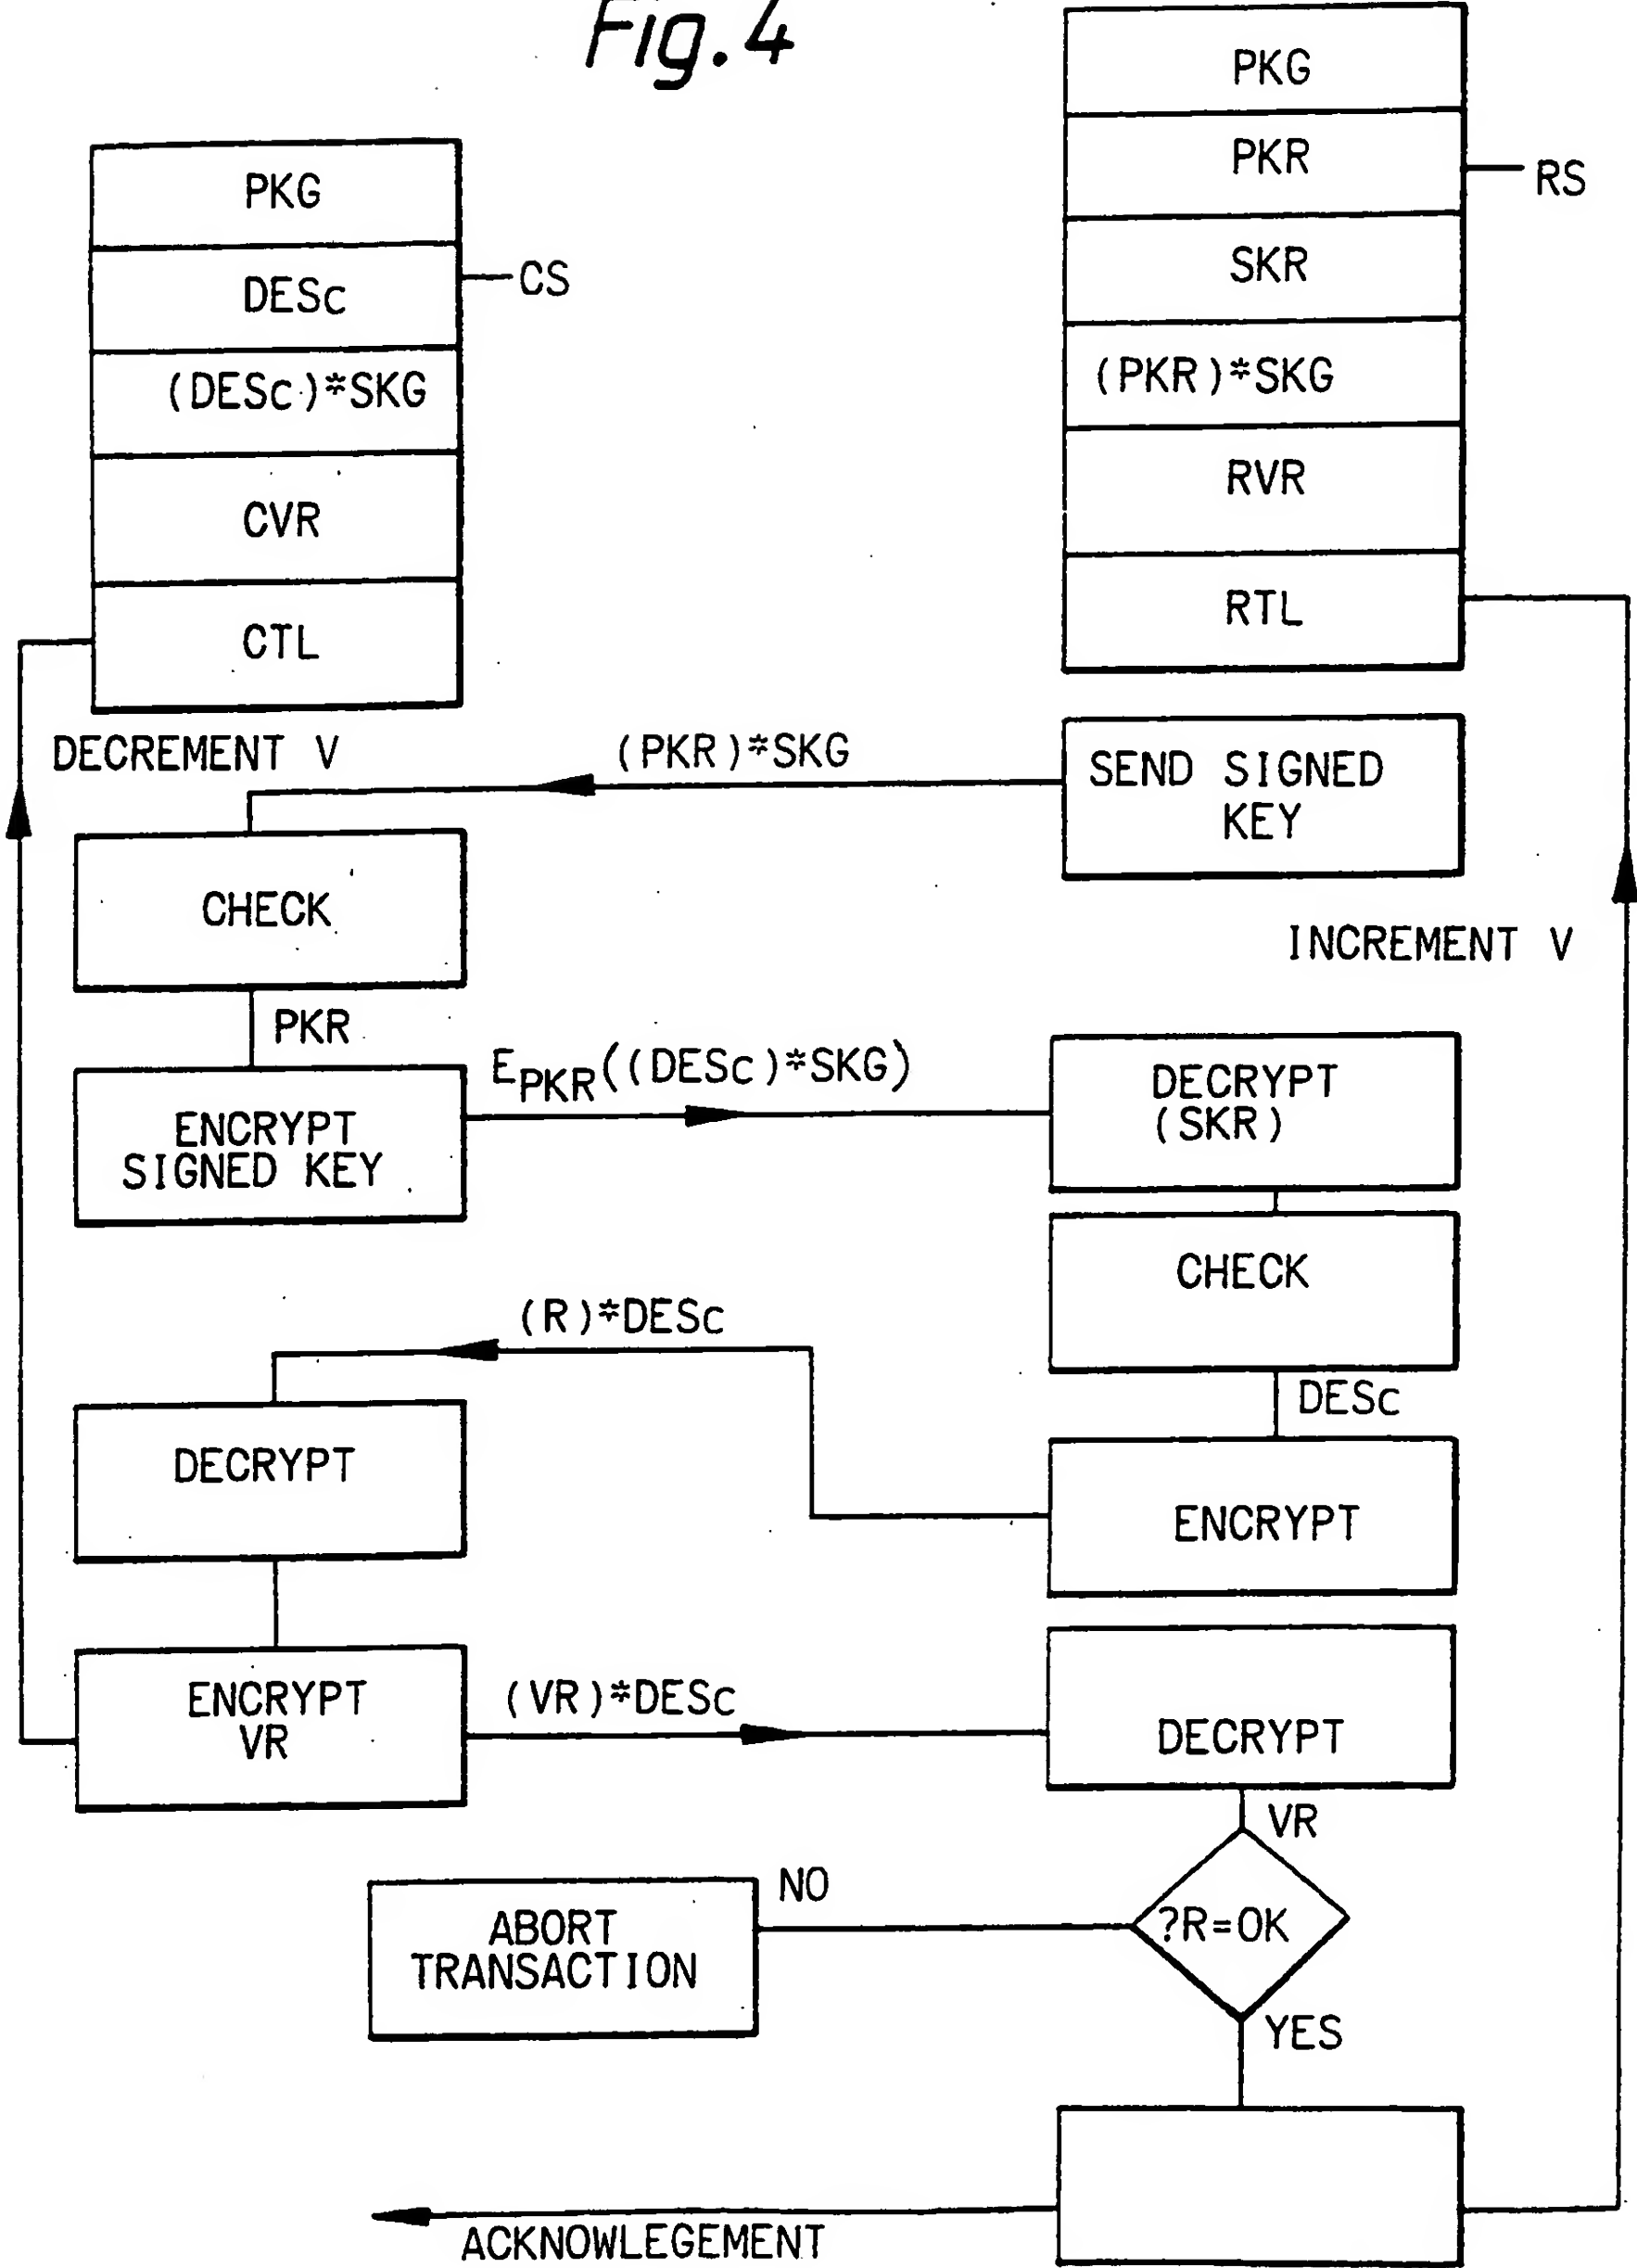 Fig.4
PKG
DESc
(DESc)*SKG
CVR
CTL
CS
PKG
PKR
SKR
(PKR)*SKG
RVR
RTL
RS
DECREMENT V
(PKR)*SKG
SEND SIGNED
KEY
CHECK
INCREMENT V
PKR
EPKR((DESc)*SKG)
ENCRYPT
SIGNED KEY
DECRYPT
(SKR)
CHECK
(R)*DESc
DESc
DECRYPT
ENCRYPT
ENCRYPT
VR
(VR)*DESc
DECRYPT
VR
NO
?R=OK
ABORT
TRANSACTION
YES
ACKNOWLEGEMENT